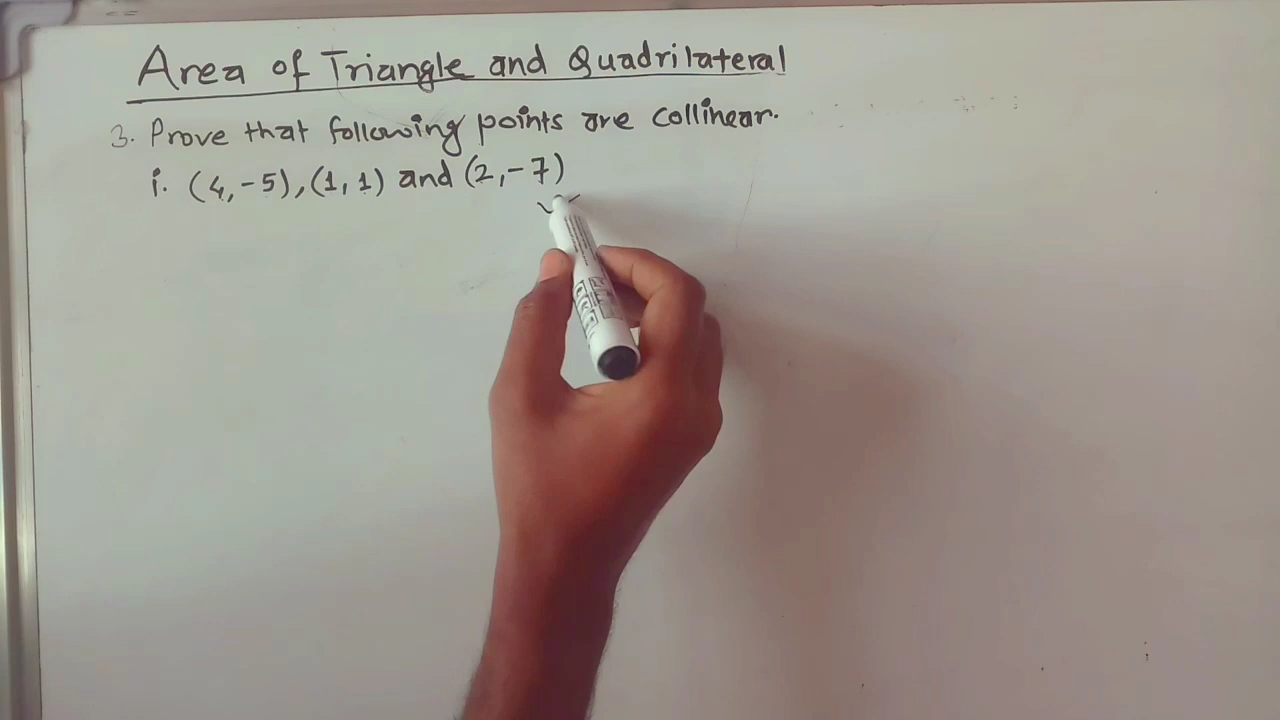 Area of Triangle and Quadrilateral
3. Prove that following points are collinear.
i. (4,-5), (1, 1) and (2,-7)